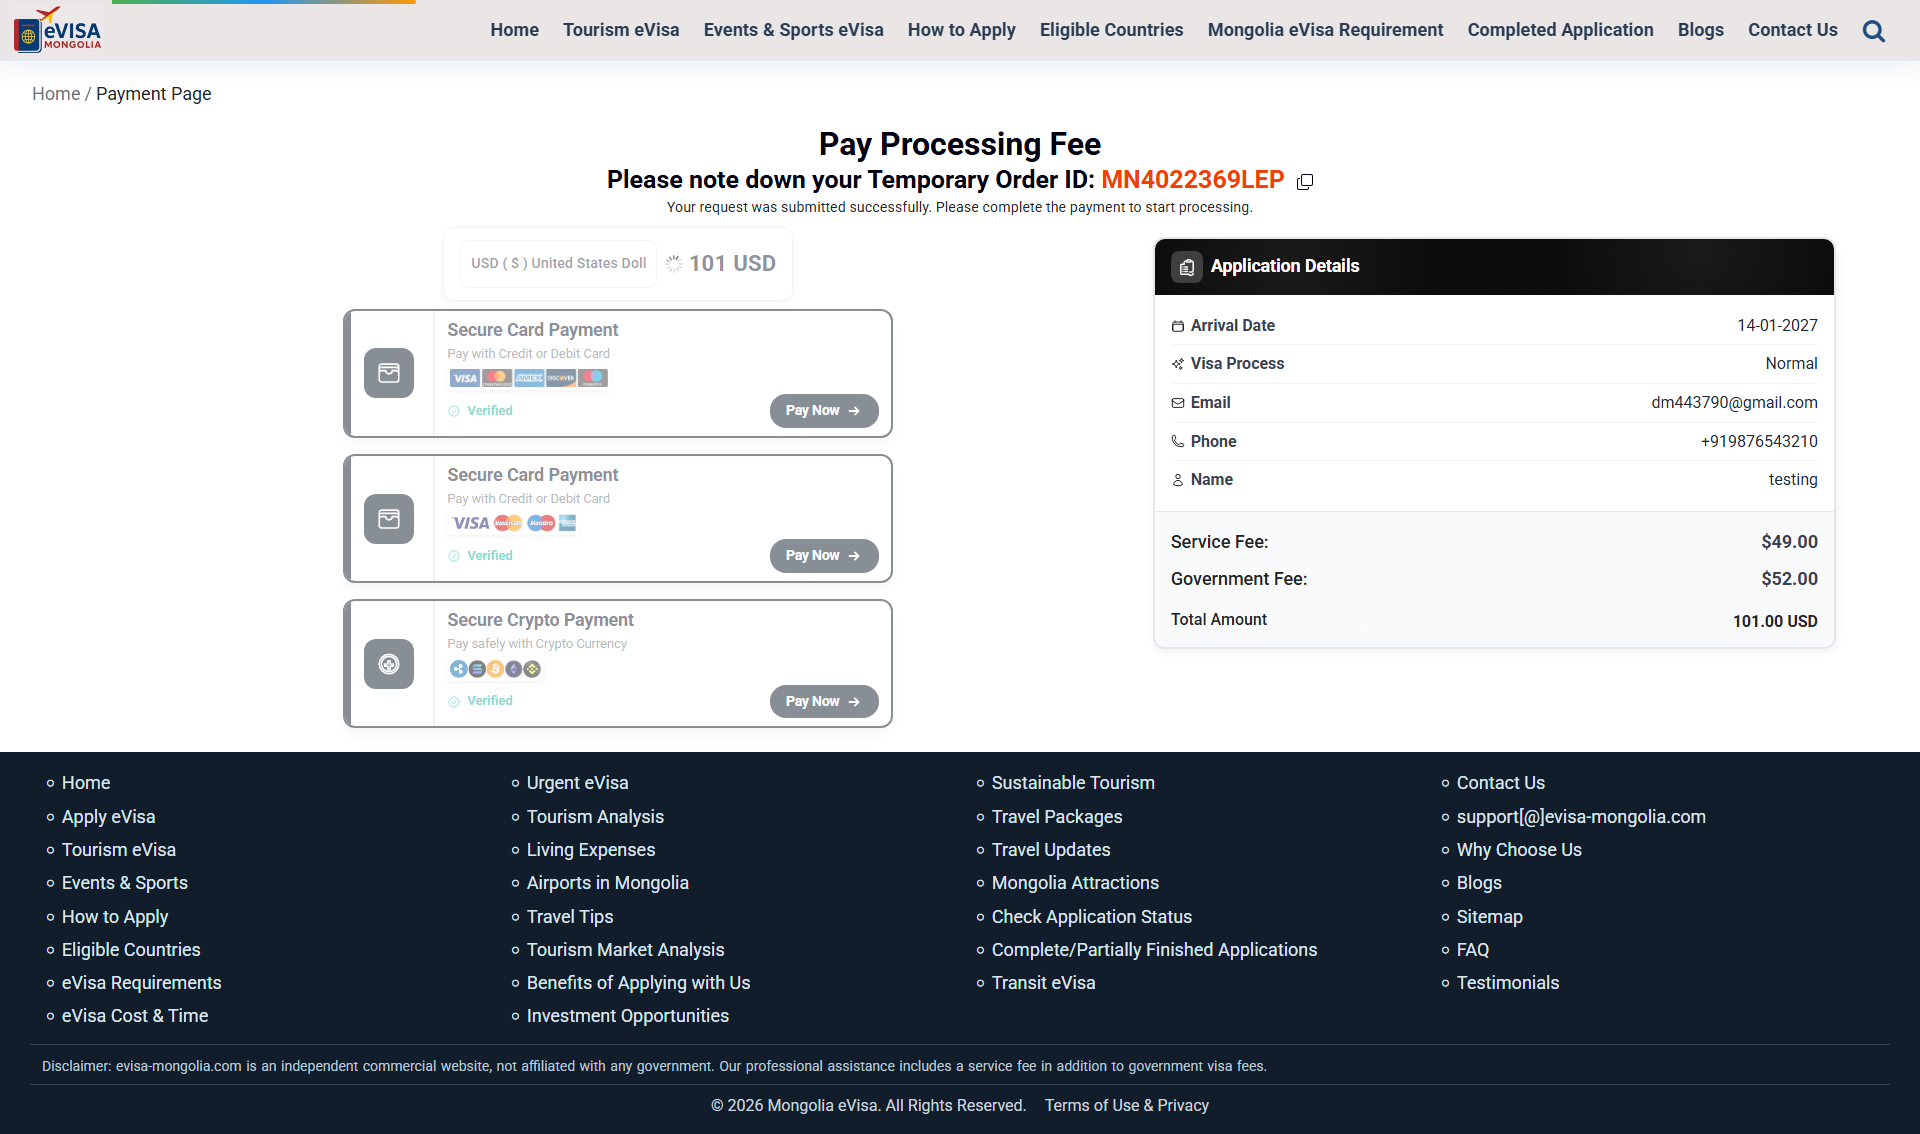 eVISA
MONGOLIA
Home
Tourism eVisa
Events & Sports eVisa
How to Apply
Eligible Countries
Mongolia eVisa Requirement
Completed Application
Blogs
Contact Us
Home / Payment Page
Pay Processing Fee
Please note down your Temporary Order ID: MN4022369LEP
Your request was submitted successfully. Please complete the payment to start processing.
USD ( $ ) United States Doll
101 USD
Secure Card Payment
Pay with Credit or Debit Card
VISA
AMEX
DISCOVER
Verified
Pay Now
Secure Card Payment
Pay with Credit or Debit Card
VISA MasterCard Maestro
Verified
Pay Now
Secure Crypto Payment
Pay safely with Crypto Currency
Verified
Pay Now
Application Details
Arrival Date 14-01-2027
Visa Process Normal
Email dm443790@gmail.com
Phone +919876543210
Name testing
Service Fee: $49.00
Government Fee: $52.00
Total Amount 101.00 USD
Home
Apply eVisa
Tourism eVisa
Events & Sports
How to Apply
Eligible Countries
eVisa Requirements
eVisa Cost & Time
Urgent eVisa
Tourism Analysis
Living Expenses
Airports in Mongolia
Travel Tips
Tourism Market Analysis
Benefits of Applying with Us
Investment Opportunities
Sustainable Tourism
Travel Packages
Travel Updates
Mongolia Attractions
Check Application Status
Complete/Partially Finished Applications
Transit eVisa
Contact Us
support[@]evisa-mongolia.com
Why Choose Us
Blogs
Sitemap
FAQ
Testimonials
Disclaimer: evisa-mongolia.com is an independent commercial website, not affiliated with any government. Our professional assistance includes a service fee in addition to government visa fees.
© 2026 Mongolia eVisa. All Rights Reserved. Terms of Use & Privacy